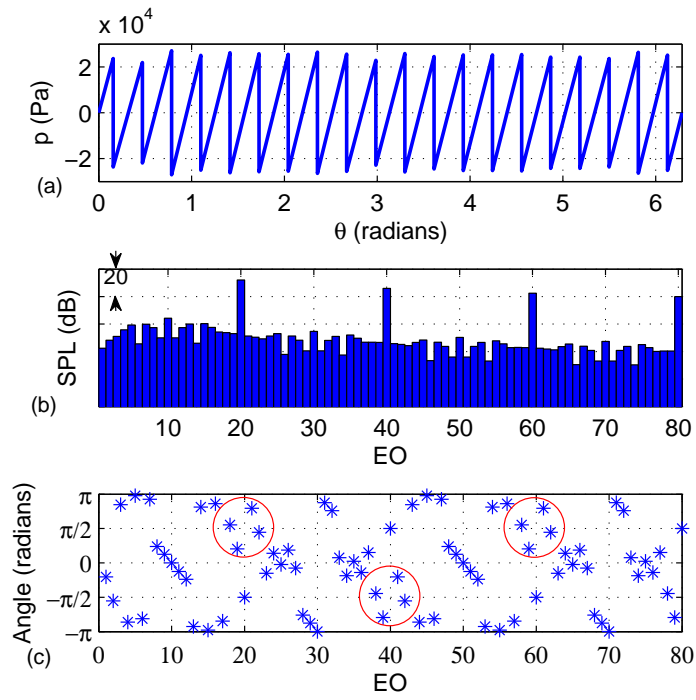 x 10⁴
2
0
−2
p (Pa)
(a)
0 1 2 3 4 5 6
θ (radians)
20
SPL (dB)
(b)
10 20 30 40 50 60 70 80
EO
π
π/2
0
−π/2
−π
Angle (radians)
(c)
0 10 20 30 40 50 60 70 80
EO